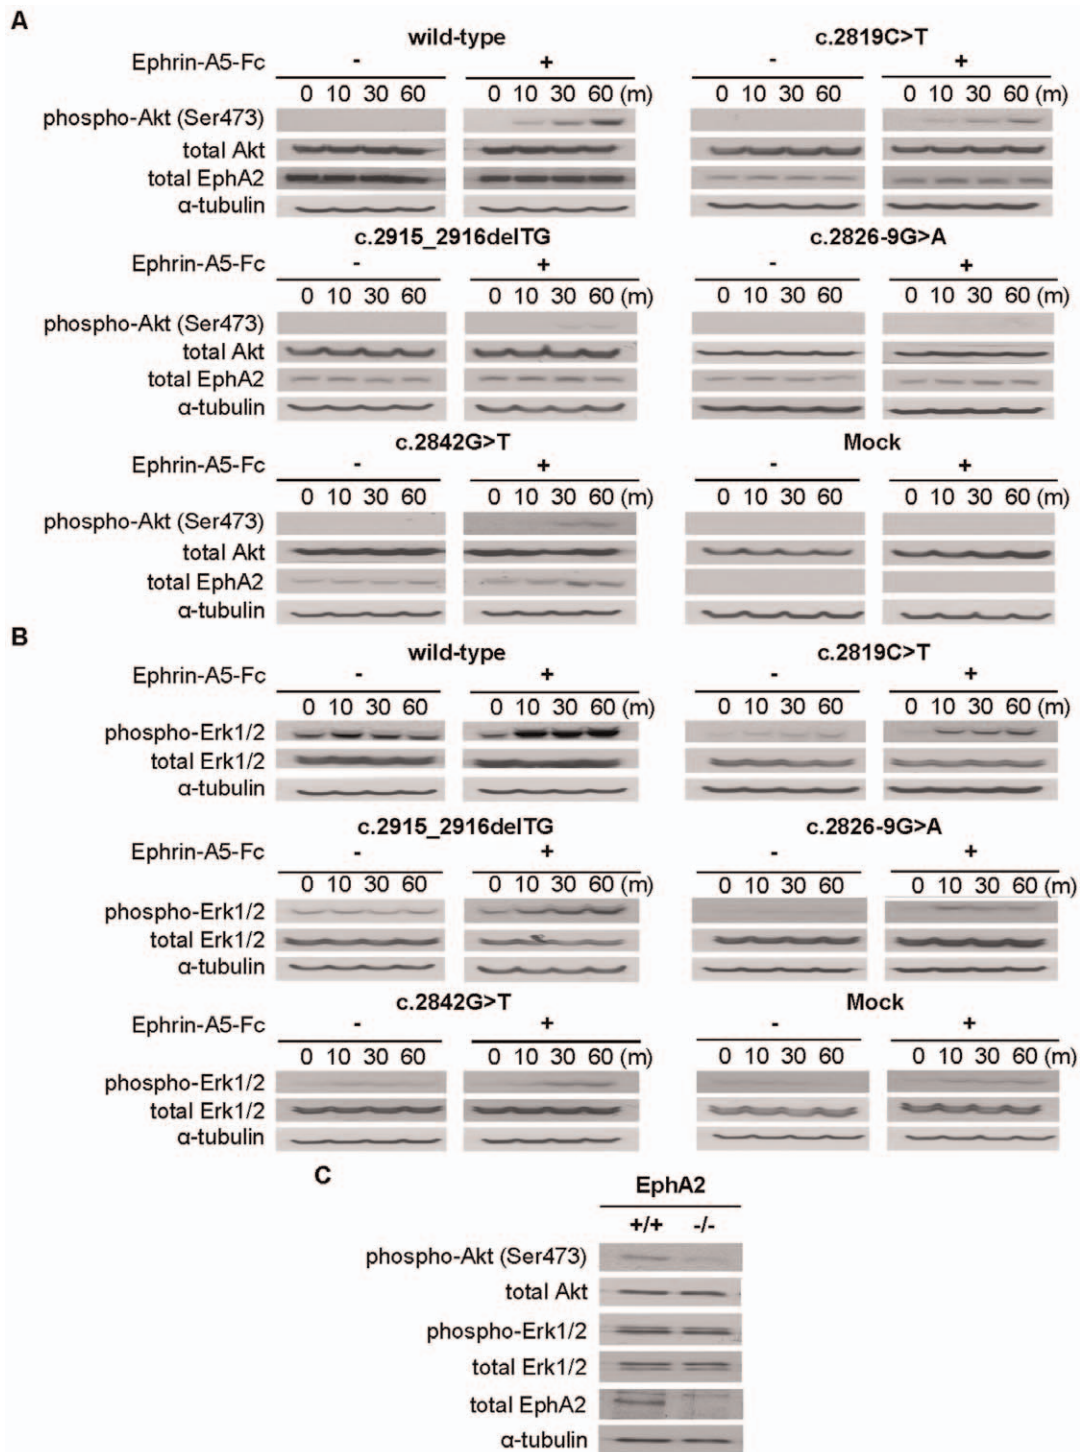 A
wild-type c.2819C>T
Ephrin-A5-Fc - + - +
0 10 30 60 0 10 30 60 (m) 0 10 30 60 0 10 30 60 (m)
phospho-Akt (Ser473)
total Akt
total EphA2
α-tubulin
c.2915_2916delTG c.2826-9G>A
Ephrin-A5-Fc - + - +
0 10 30 60 0 10 30 60 (m) 0 10 30 60 0 10 30 60 (m)
phospho-Akt (Ser473)
total Akt
total EphA2
α-tubulin
c.2842G>T Mock
Ephrin-A5-Fc - + - +
0 10 30 60 0 10 30 60 (m) 0 10 30 60 0 10 30 60 (m)
phospho-Akt (Ser473)
total Akt
total EphA2
α-tubulin
B
wild-type c.2819C>T
Ephrin-A5-Fc - + - +
0 10 30 60 0 10 30 60 (m) 0 10 30 60 0 10 30 60 (m)
phospho-Erk1/2
total Erk1/2
α-tubulin
c.2915_2916delTG c.2826-9G>A
Ephrin-A5-Fc - + - +
0 10 30 60 0 10 30 60 (m) 0 10 30 60 0 10 30 60 (m)
phospho-Erk1/2
total Erk1/2
α-tubulin
c.2842G>T Mock
Ephrin-A5-Fc - + - +
0 10 30 60 0 10 30 60 (m) 0 10 30 60 0 10 30 60 (m)
phospho-Erk1/2
total Erk1/2
α-tubulin
C
EphA2
+/+ -/-
phospho-Akt (Ser473)
total Akt
phospho-Erk1/2
total Erk1/2
total EphA2
α-tubulin